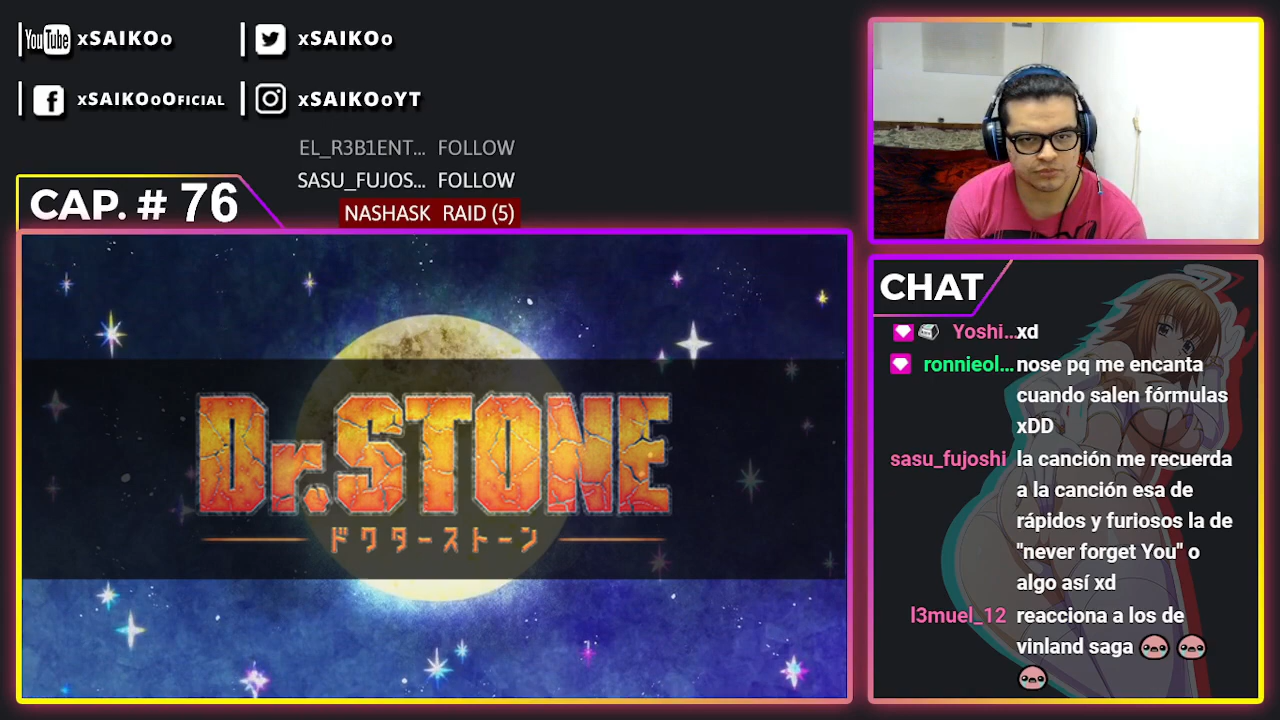 YouTube xSAIKOo
xSAIKOo
xSAIKOoOficial
xSAIKOoYT
EL_R3B1ENT... FOLLOW
SASU_FUJOS... FOLLOW
NASHASK RAID (5)
CAP. # 76
Dr.STONE
ドクターストーン
CHAT
Yoshi... xd
ronnieol... nose pq me encanta
cuando salen fórmulas
xDD
sasu_fujoshi la canción me recuerda
a la canción esa de
rápidos y furiosos la de
"never forget You" o
algo así xd
l3muel_12 reacciona a los de
vinland saga